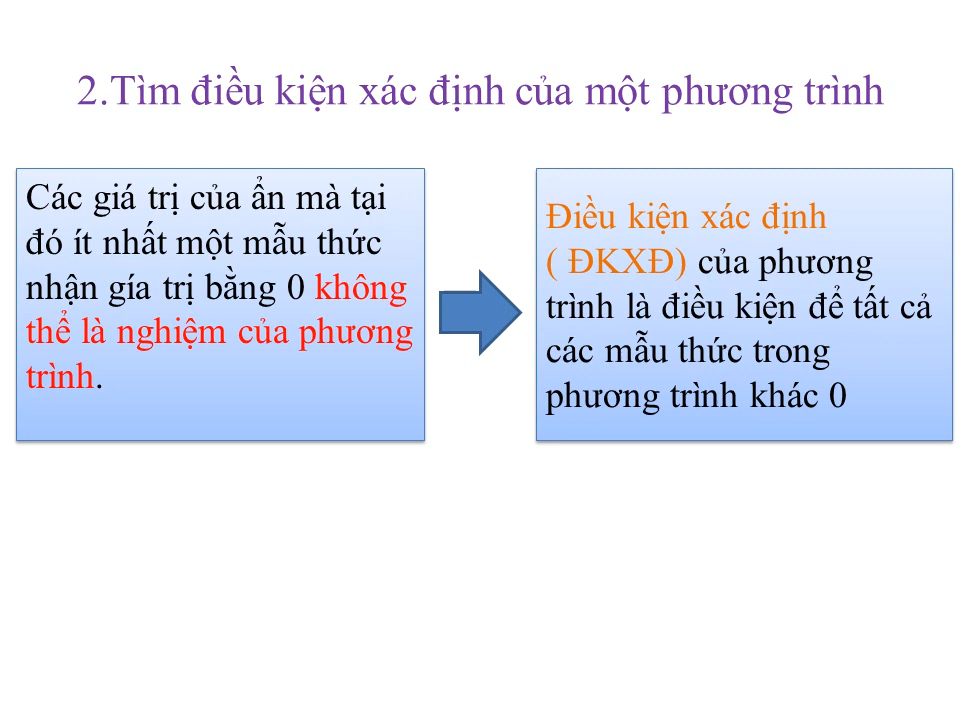 2.Tìm điều kiện xác định của một phương trình
Các giá trị của ẩn mà tại
đó ít nhất một mẫu thức
nhận gía trị bằng 0 không
thể là nghiệm của phương
trình.
Điều kiện xác định
( ĐKXĐ) của phương
trình là điều kiện để tất cả
các mẫu thức trong
phương trình khác 0